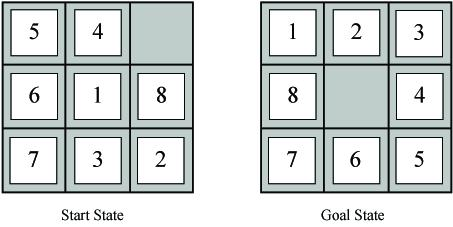 5 4
6 1 8
7 3 2
Start State
1 2 3
8 4
7 6 5
Goal State